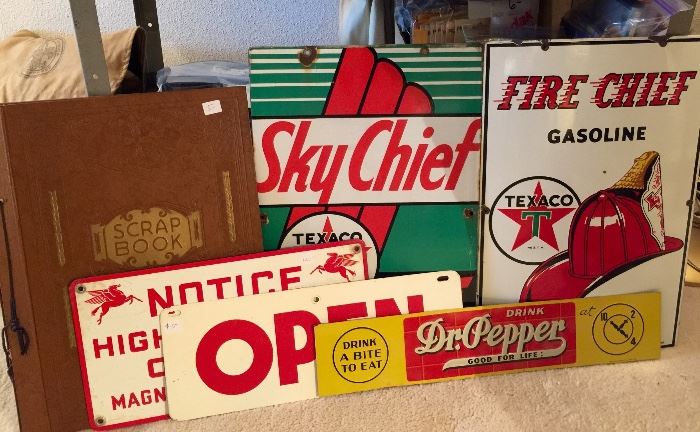 SCRAP
BOOK
Sky Chief
TEXACO
FIRE CHIEF
GASOLINE
TEXACO
T
NOTICE
HIGH
MAGN
OPEN
DRINK
A BITE
TO EAT
DRINK
Dr. Pepper
GOOD FOR LIFE!
at
10 2
4